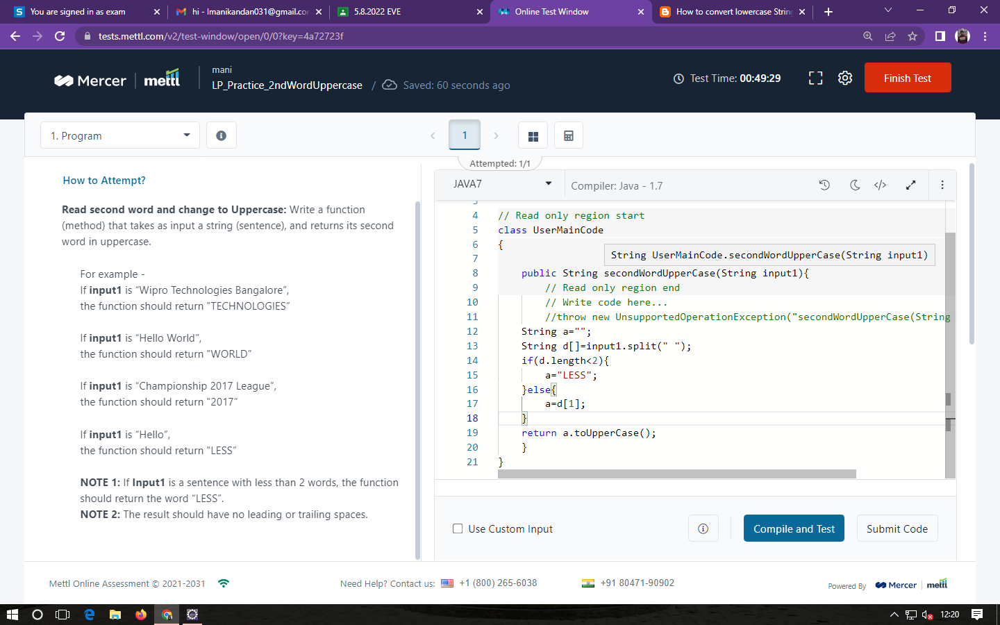 You are signed in as exam
hi - lmanikandan031@gmail.cor
5.8.2022 EVE
Online Test Window
How to convert lowercase String
tests.mettl.com/v2/test-window/open/0/0?key=4a72723f
Mercer | mettl
mani
LP_Practice_2ndWordUppercase / Saved: 60 seconds ago
Test Time: 00:49:29
Finish Test
1. Program
1
Attempted: 1/1
How to Attempt?
Read second word and change to Uppercase: Write a function
(method) that takes as input a string (sentence), and returns its second
word in uppercase.
For example -
If input1 is “Wipro Technologies Bangalore”,
the function should return "TECHNOLOGIES”
If input1 is “Hello World”,
the function should return "WORLD”
If input1 is “Championship 2017 League”,
the function should return "2017”
If input1 is “Hello”,
the function should return "LESS”
NOTE 1: If Input1 is a sentence with less than 2 words, the function
should return the word “LESS”.
NOTE 2: The result should have no leading or trailing spaces.
JAVA7
Compiler: Java - 1.7
3
4 // Read only region start
5 class UserMainCode
6 {
String UserMainCode.secondWordUpperCase(String input1)
7
8 public String secondWordUpperCase(String input1){
9 // Read only region end
10 // Write code here...
11 //throw new UnsupportedOperationException("secondWordUpperCase(String
12 String a="";
13 String d[]=input1.split(" ");
14 if(d.length<2){
15 a="LESS";
16 }else{
17 a=d[1];
18 }
19 return a.toUpperCase();
20 }
21 }
Use Custom Input
Compile and Test
Submit Code
Mettl Online Assessment © 2021-2031
Need Help? Contact us: +1 (800) 265-6038
+91 80471-90902
Powered By Mercer | mettl
12:20